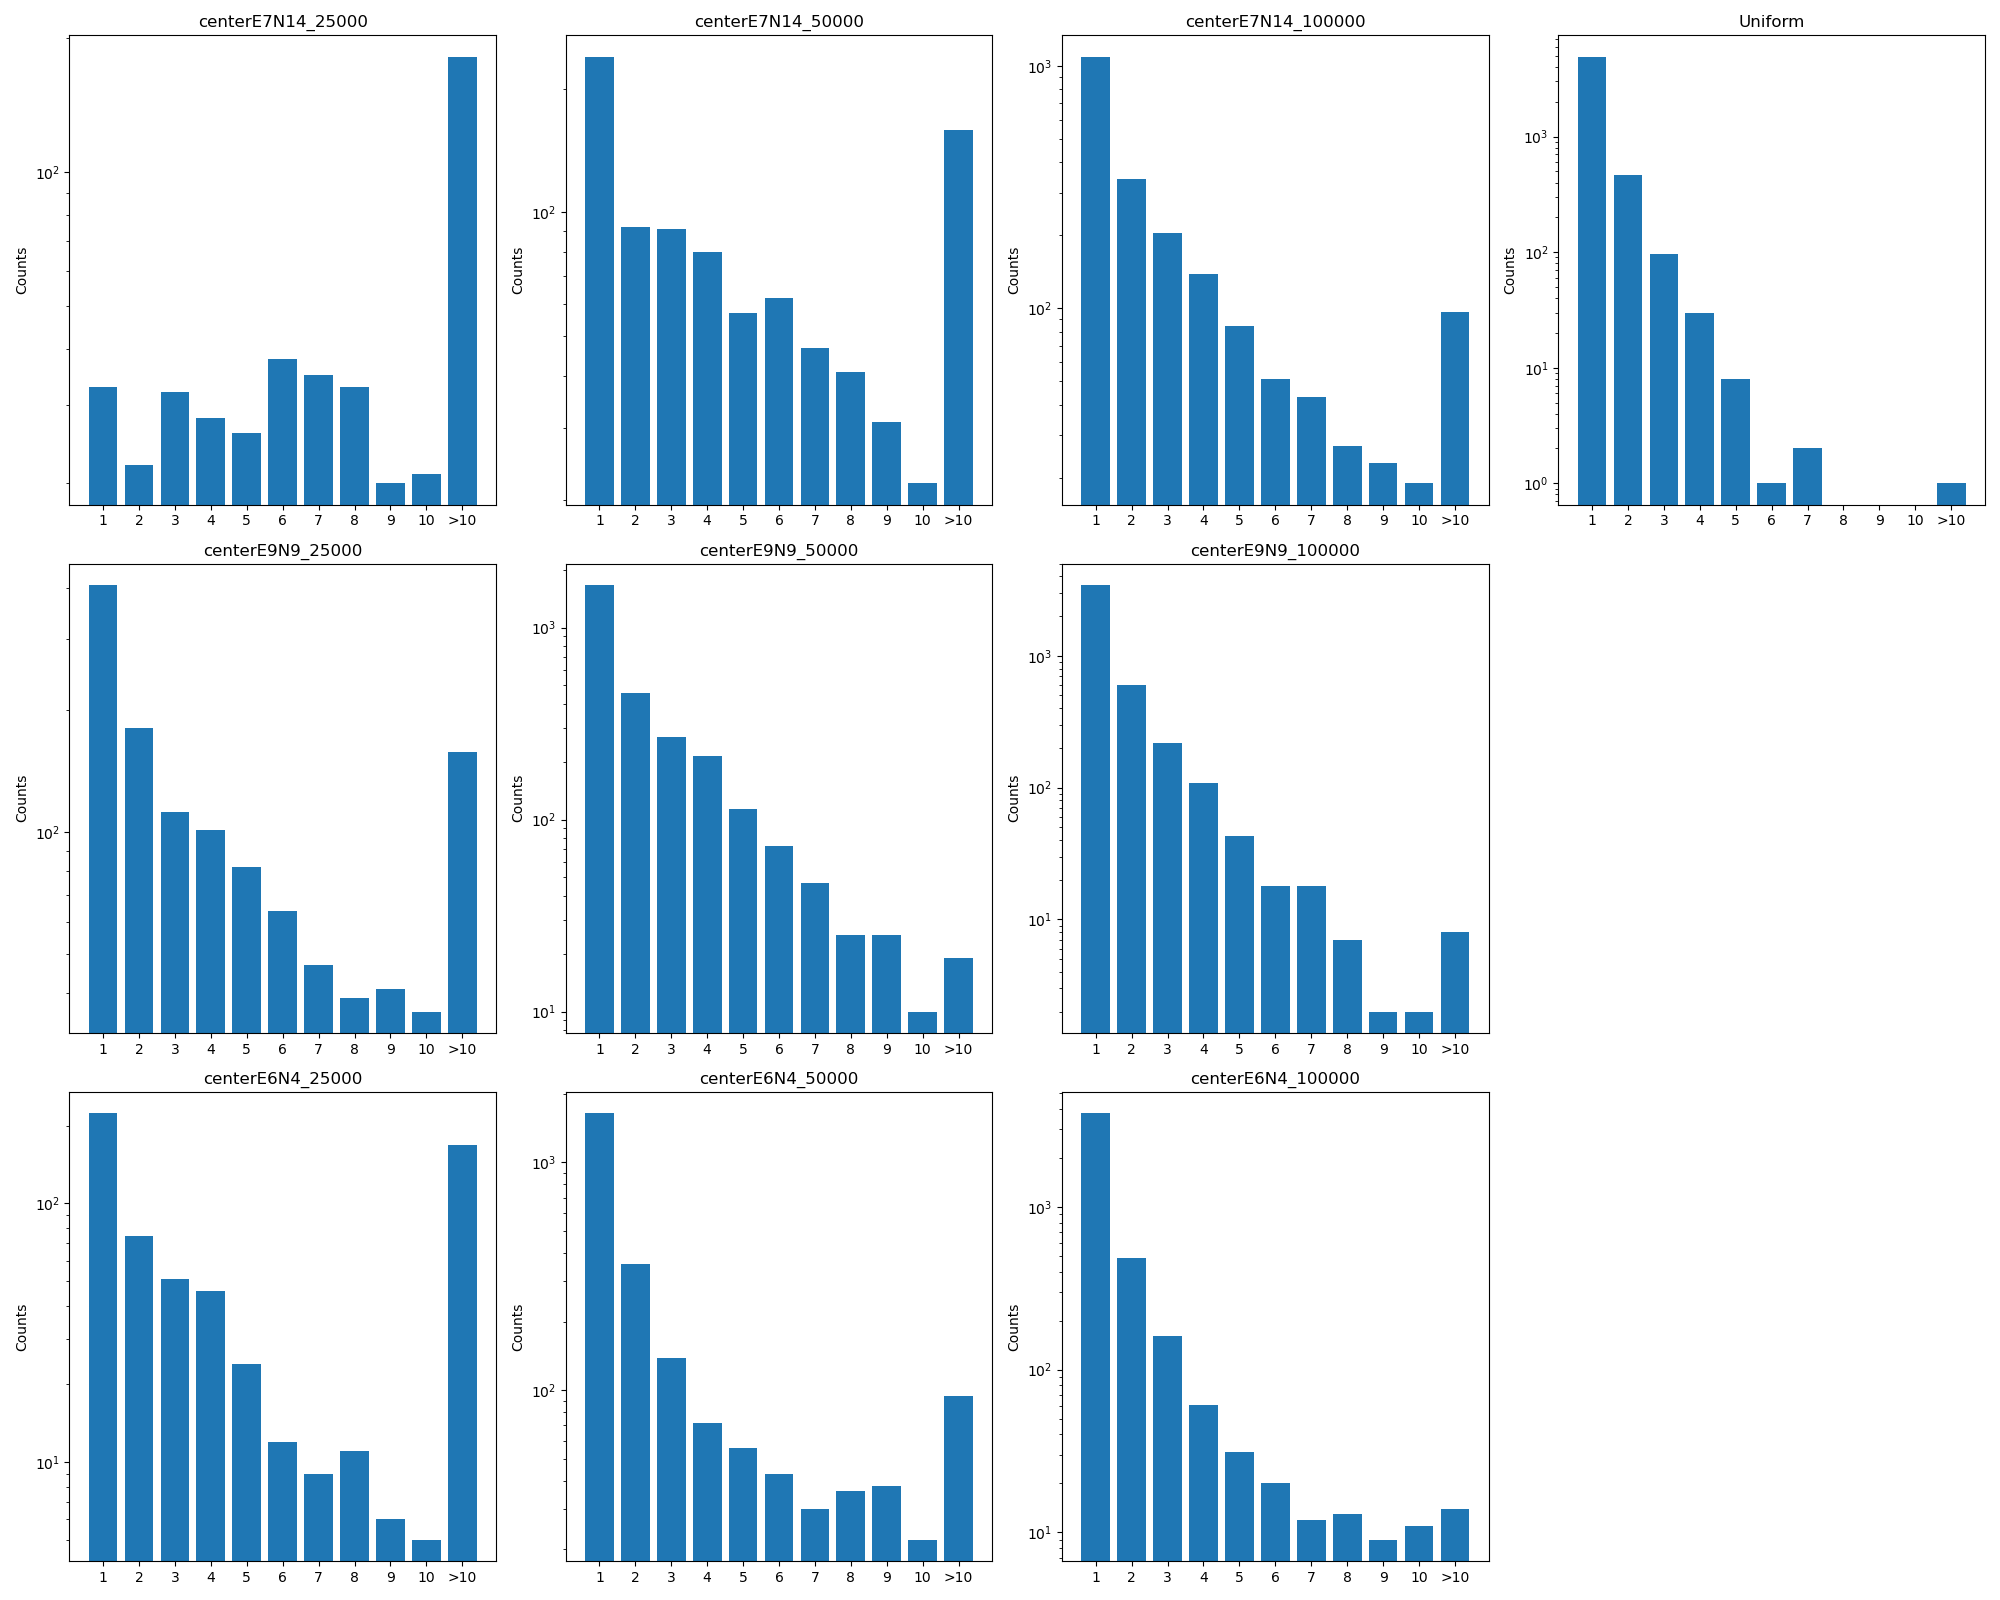 centerE7N14_25000
Counts
10²
1 2 3 4 5 6 7 8 9 10 >10
centerE7N14_50000
Counts
10²
1 2 3 4 5 6 7 8 9 10 >10
centerE7N14_100000
Counts
10³
10²
1 2 3 4 5 6 7 8 9 10 >10
Uniform
Counts
10³
10²
10¹
10⁰
1 2 3 4 5 6 7 8 9 10 >10
centerE9N9_25000
Counts
10²
1 2 3 4 5 6 7 8 9 10 >10
centerE9N9_50000
Counts
10³
10²
10¹
1 2 3 4 5 6 7 8 9 10 >10
centerE9N9_100000
Counts
10³
10²
10¹
1 2 3 4 5 6 7 8 9 10 >10
centerE6N4_25000
Counts
10²
10¹
1 2 3 4 5 6 7 8 9 10 >10
centerE6N4_50000
Counts
10³
10²
1 2 3 4 5 6 7 8 9 10 >10
centerE6N4_100000
Counts
10³
10²
10¹
1 2 3 4 5 6 7 8 9 10 >10